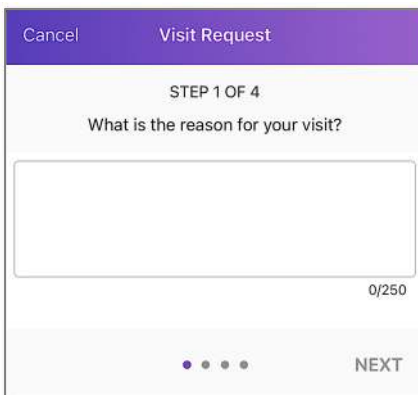 Cancel Visit Request
STEP 1 OF 4
What is the reason for your visit?
0/250
NEXT